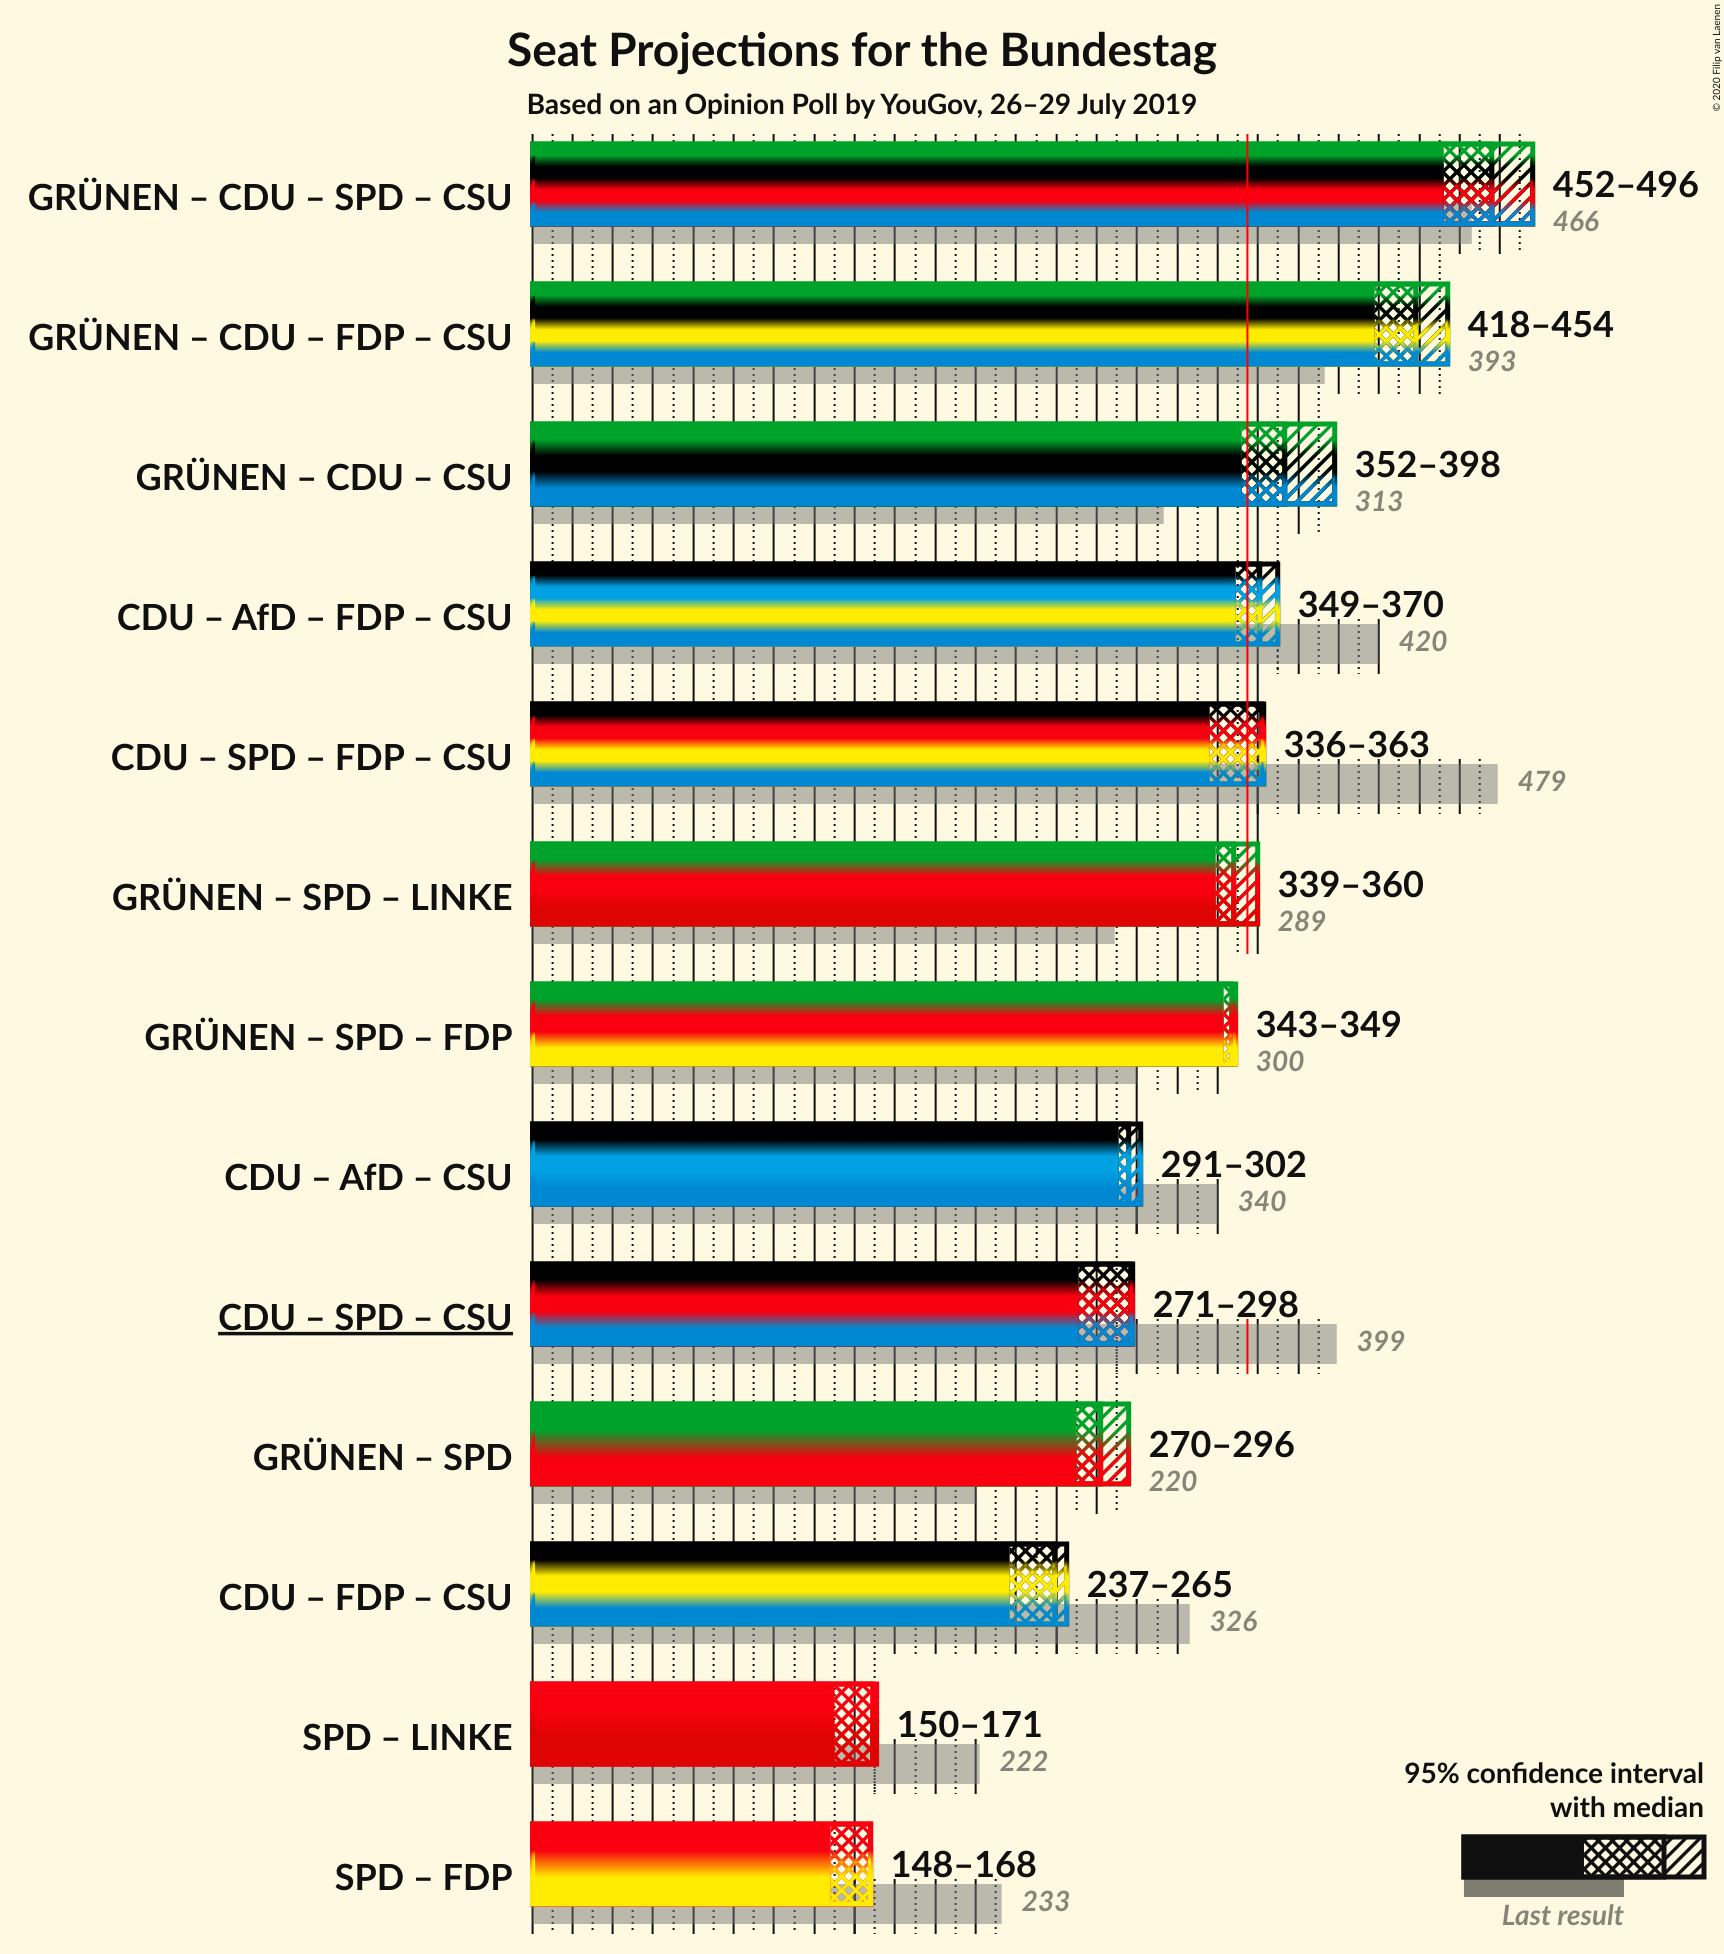 Seat Projections for the Bundestag
Based on an Opinion Poll by YouGov, 26–29 July 2019
© 2020 Filip van Laenen
GRÜNEN – CDU – SPD – CSU
452–496
466
GRÜNEN – CDU – FDP – CSU
418–454
393
GRÜNEN – CDU – CSU
352–398
313
CDU – AfD – FDP – CSU
349–370
420
CDU – SPD – FDP – CSU
336–363
479
GRÜNEN – SPD – LINKE
339–360
289
GRÜNEN – SPD – FDP
343–349
300
CDU – AfD – CSU
291–302
340
CDU – SPD – CSU
271–298
399
GRÜNEN – SPD
270–296
220
CDU – FDP – CSU
237–265
326
SPD – LINKE
150–171
222
SPD – FDP
148–168
233
95% confidence interval
with median
Last result